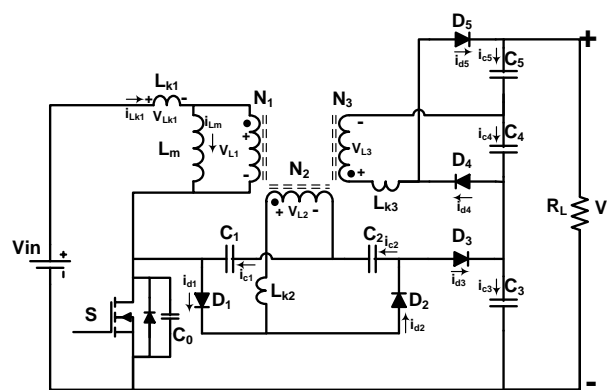 D5
+
ic5
C5
id5
Lk1
+ -
iLk1
VLk1
N1
N3
iLm
Lm
+
VL1
-
-
VL3
+
ic4
C4
D4
N2
+ VL2 -
Lk3
id4
RL
V
Vin
+
-
C1
ic1
C2
ic2
D3
id3
id1
D1
Lk2
D2
id2
ic3
C3
S
C0
-